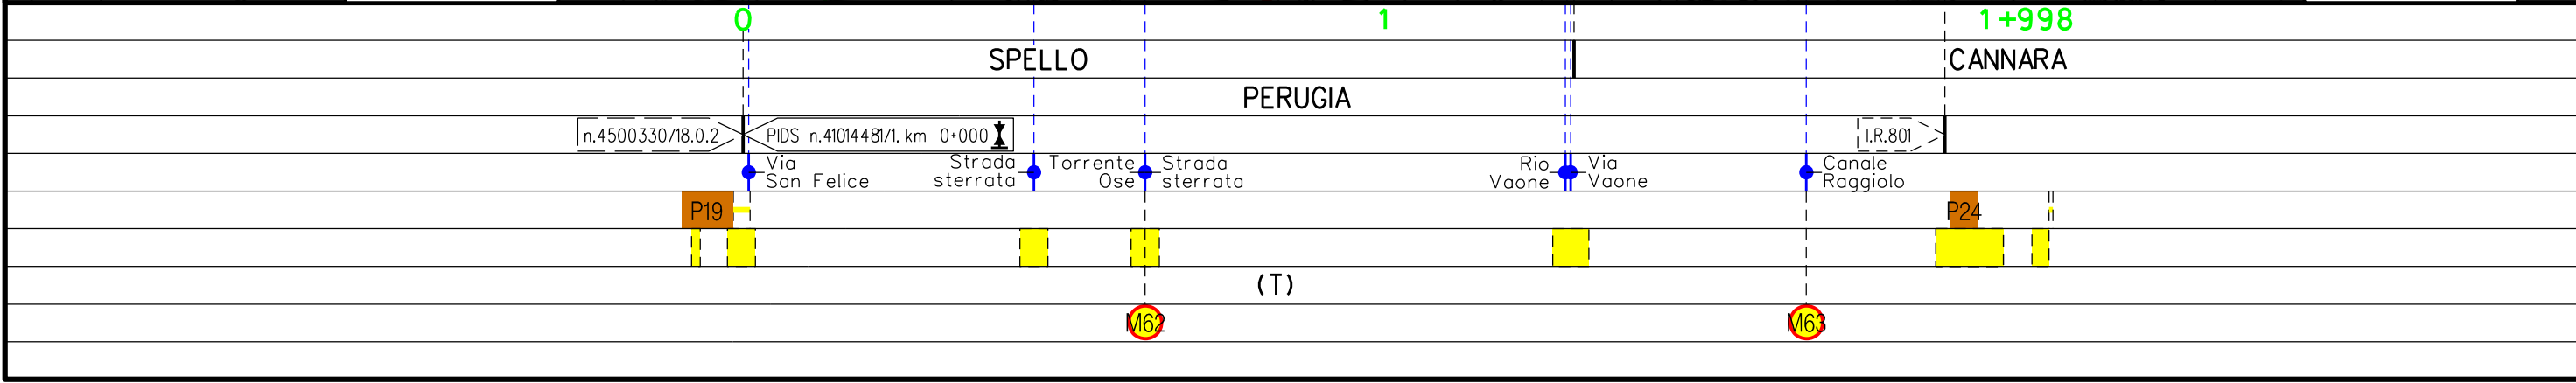 0 1 1+998
SPELLO CANNARA
PERUGIA
n.4500330/18.0.2 PIDS n.41014481/1. km 0+000 I.R.801
Via San Felice
Strada sterrata
Torrente Ose
Strada sterrata
Rio Vaone
Via Vaone
Canale Raggiolo
P19 P24
(T)
M62 M63